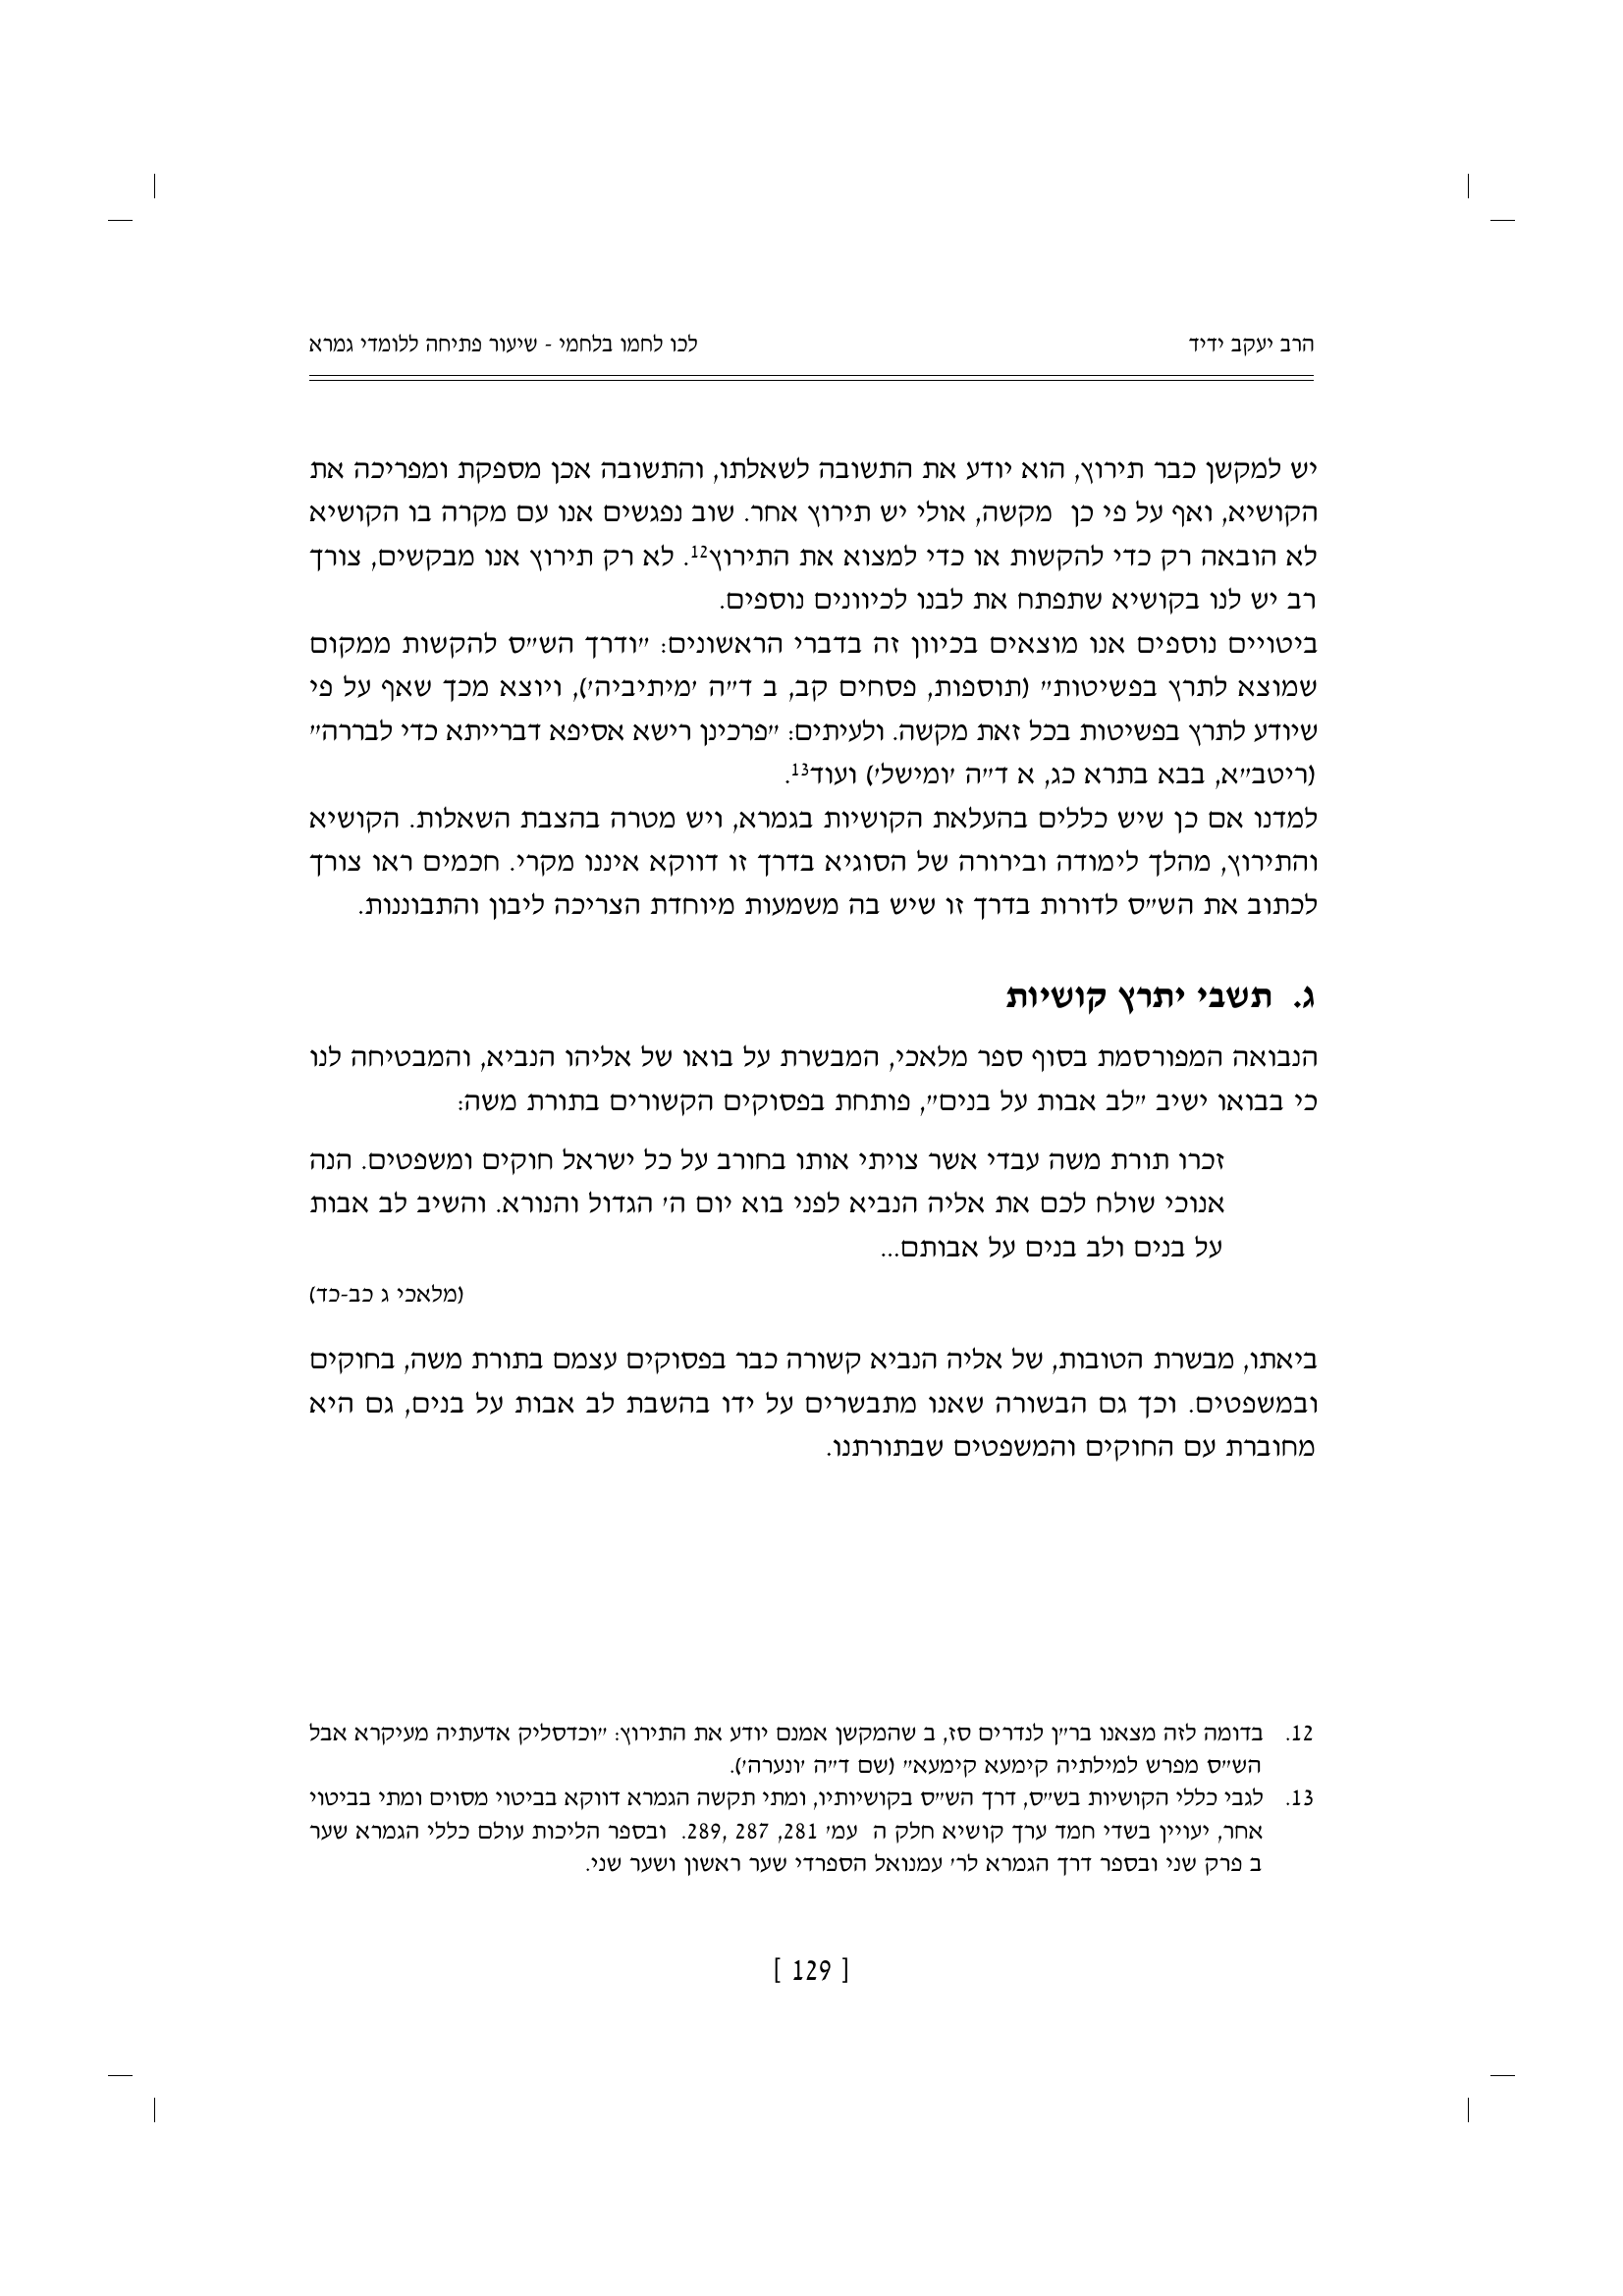 הרב יעקב ידיד
לכו לחמו בלחמי - שיעור פתיחה ללומדי גמרא
יש למקשן כבר תירוץ, הוא יודע את התשובה לשאלתו, והתשובה אכן מספקת ומפריכה את
הקושיא, ואף על פי כן מקשה, אולי יש תירוץ אחר. שוב נפגשים אנו עם מקרה בו הקושיא
לא הובאה רק כדי להקשות או כדי למצוא את התירוץ12. לא רק תירוץ אנו מבקשים, צורך
רב יש לנו בקושיא שתפתח את לבנו לכיוונים נוספים.
ביטויים נוספים אנו מוצאים בכיוון זה בדברי הראשונים: "ודרך הש"ס להקשות ממקום
שמוצא לתרץ בפשיטות" (תוספות, פסחים קב, ב ד"ה 'מיתיביה'), ויוצא מכך שאף על פי
שיודע לתרץ בפשיטות בכל זאת מקשה. ולעיתים: "פרכינן רישא אסיפא דברייתא כדי לבררה"
(ריטב"א, בבא בתרא כג, א ד"ה 'ומישל') ועוד13.
למדנו אם כן שיש כללים בהעלאת הקושיות בגמרא, ויש מטרה בהצבת השאלות. הקושיא
והתירוץ, מהלך לימודה ובירורה של הסוגיא בדרך זו דווקא איננו מקרי. חכמים ראו צורך
לכתוב את הש"ס לדורות בדרך זו שיש בה משמעות מיוחדת הצריכה ליבון והתבוננות.
ג. תשבי יתרץ קושיות
הנבואה המפורסמת בסוף ספר מלאכי, המבשרת על בואו של אליהו הנביא, והמבטיחה לנו
כי בבואו ישיב "לב אבות על בנים", פותחת בפסוקים הקשורים בתורת משה:
זכרו תורת משה עבדי אשר צויתי אותו בחורב על כל ישראל חוקים ומשפטים. הנה
אנוכי שולח לכם את אליה הנביא לפני בוא יום ה' הגדול והנורא. והשיב לב אבות
על בנים ולב בנים על אבותם...
(מלאכי ג כב-כד)
ביאתו, מבשרת הטובות, של אליה הנביא קשורה כבר בפסוקים עצמם בתורת משה, בחוקים
ובמשפטים. וכך גם הבשורה שאנו מתבשרים על ידו בהשבת לב אבות על בנים, גם היא
מחוברת עם החוקים והמשפטים שבתורתנו.
12. בדומה לזה מצאנו בר"ן לנדרים סז, ב שהמקשן אמנם יודע את התירוץ: "וכדסליק אדעתיה מעיקרא אבל
הש"ס מפרש למילתיה קימעא קימעא" (שם ד"ה 'ונערה').
13. לגבי כללי הקושיות בש"ס, דרך הש"ס בקושיותיו, ומתי תקשה הגמרא דווקא בביטוי מסוים ומתי בביטוי
אחר, יעויין בשדי חמד ערך קושיא חלק ה עמ' 281, 287, 289. ובספר הליכות עולם כללי הגמרא שער
ב פרק שני ובספר דרך הגמרא לר' עמנואל הספרדי שער ראשון ושער שני.
[ 129 ]